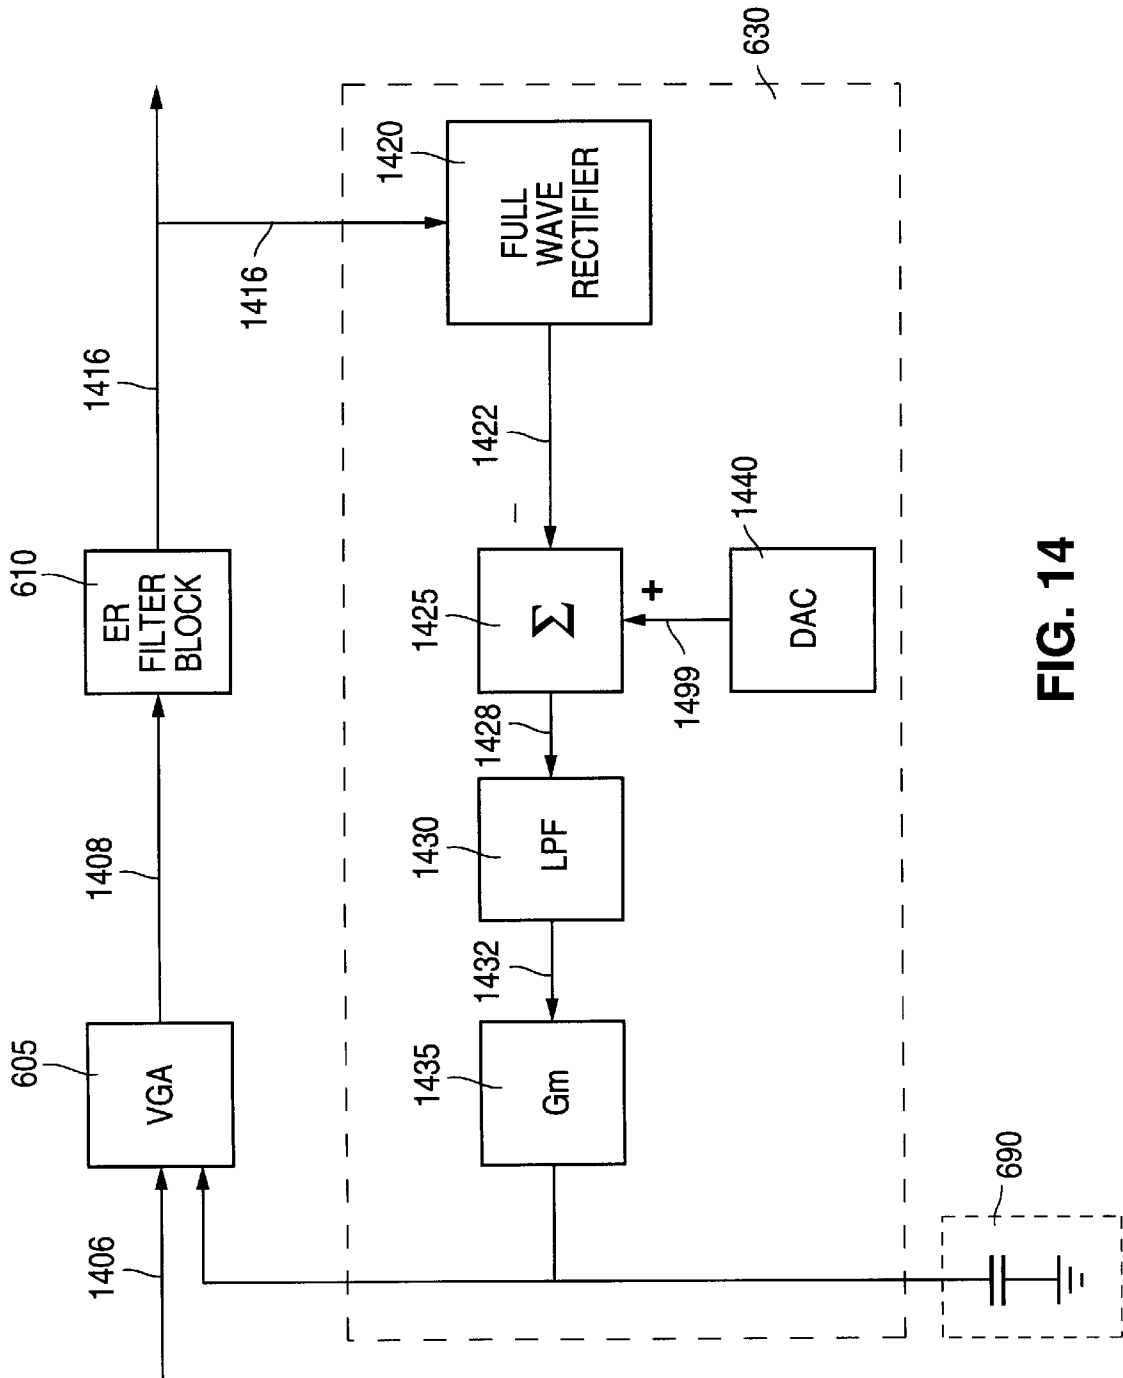 605
610
1406
VGA
1408
ER
FILTER
BLOCK
1416
1416
630
1435
1430
1425
1420
Gm
1432
LPF
1428
Σ
–
1422
FULL
WAVE
RECTIFIER
+
1499
1440
DAC
690
FIG. 14